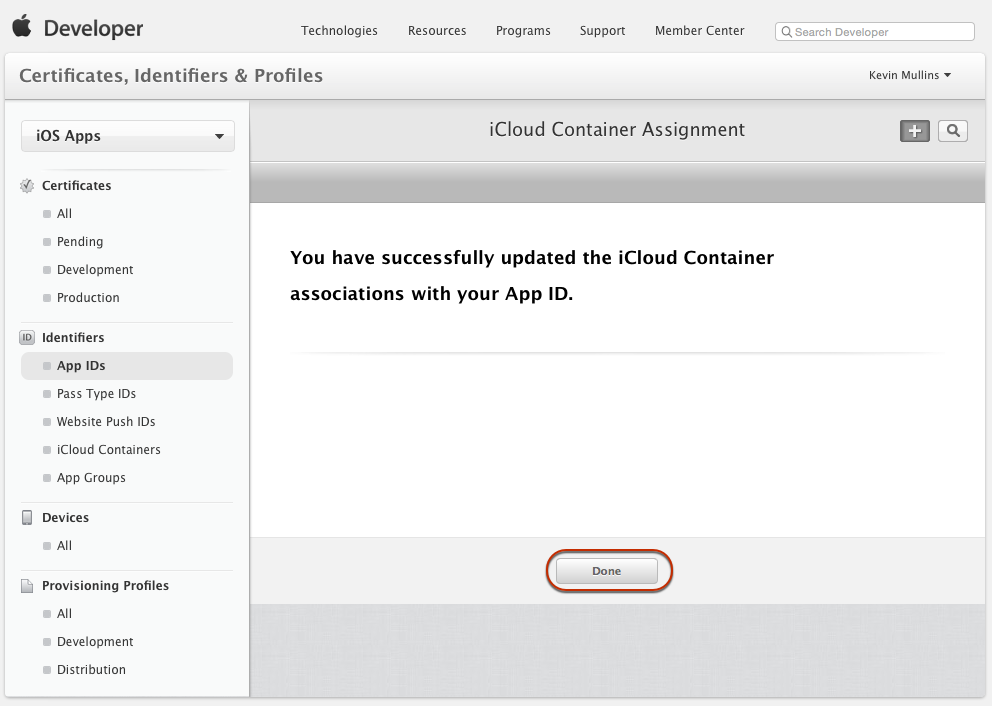 Developer
Technologies
Resources
Programs
Support
Member Center
Search Developer
Certificates, Identifiers & Profiles
Kevin Mullins
iOS Apps
Certificates
All
Pending
Development
Production
ID
Identifiers
App IDs
Pass Type IDs
Website Push IDs
iCloud Containers
App Groups
Devices
All
Provisioning Profiles
All
Development
Distribution
iCloud Container Assignment
You have successfully updated the iCloud Container
associations with your App ID.
Done